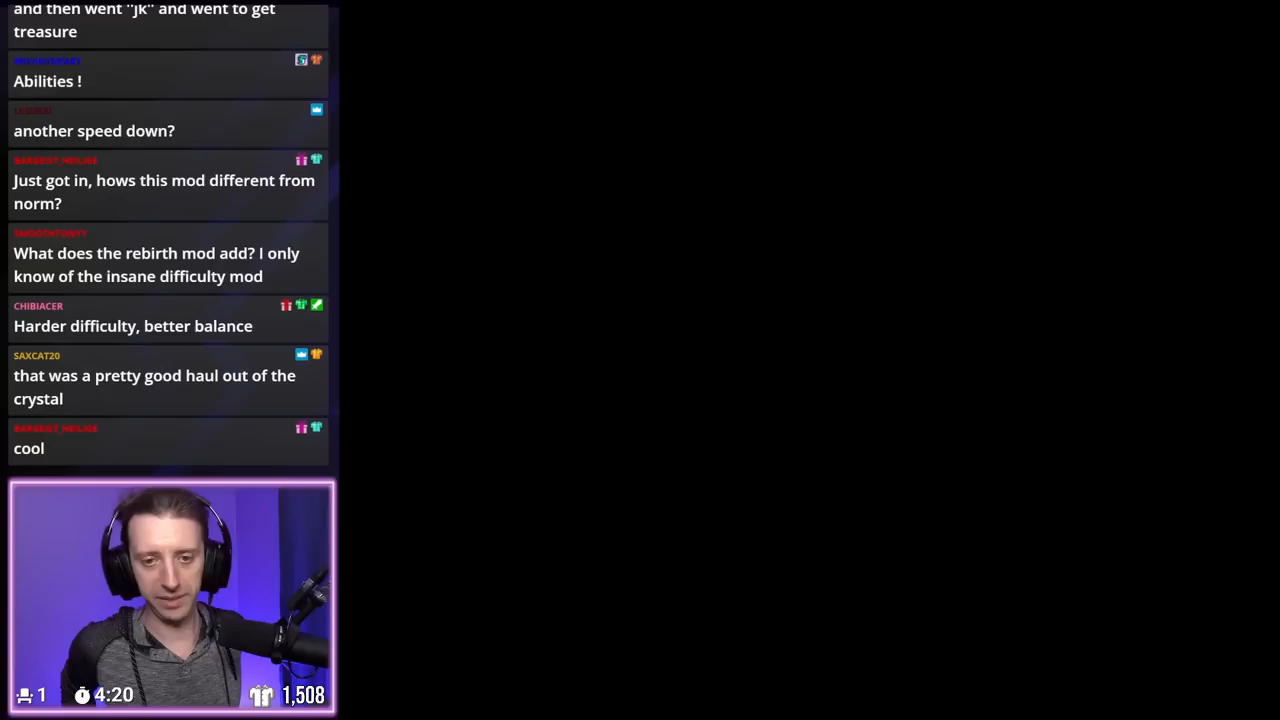 and then went "jk" and went to get
treasure
Abilities !
another speed down?
BARGEIST_HEILIGE
Just got in, hows this mod different from
norm?
What does the rebirth mod add? I only
know of the insane difficulty mod
CHIBIACER
Harder difficulty, better balance
SAXCAT20
that was a pretty good haul out of the
crystal
BARGEIST_HEILIGE
cool
1 4:20 1,508